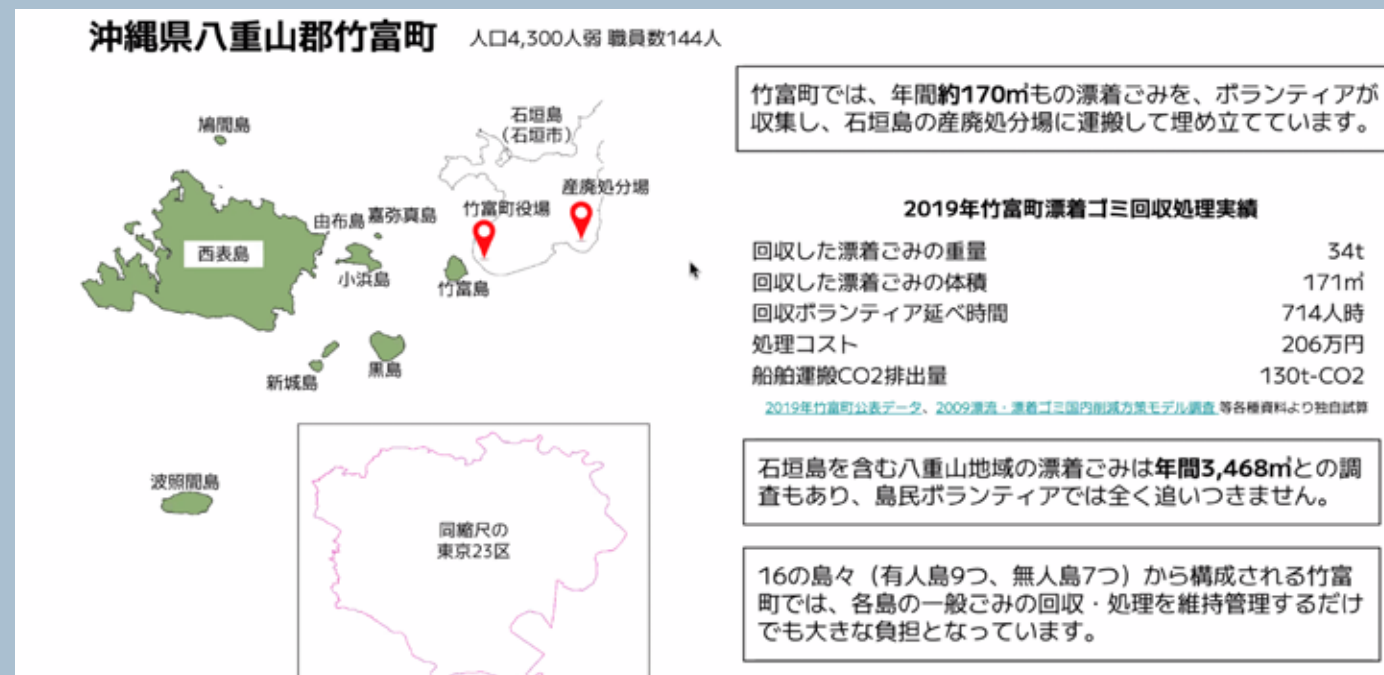 沖縄県八重山郡竹富町
人口4,300人弱 職員数144人
鳩間島
石垣島
(石垣市)
産廃処分場
竹富町役場
由布島
嘉弥真島
西表島
小浜島
竹富島
新城島
黒島
波照間島
同縮尺の
東京23区
竹富町では、年間約170㎥もの漂着ごみを、ボランティアが
収集し、石垣島の産廃処分場に運搬して埋め立てています。
2019年竹富町漂着ゴミ回収処理実績
回収した漂着ごみの重量 34t
回収した漂着ごみの体積 171㎥
回収ボランティア延べ時間 714人時
処理コスト 206万円
船舶運搬CO2排出量 130t-CO2
2019年竹富町公表データ、2009漂流・漂着ゴミ国内削減方策モデル調査 等各種資料より独自試算
石垣島を含む八重山地域の漂着ごみは年間3,468㎥との調
査もあり、島民ボランティアでは全く追いつきません。
16の島々（有人島9つ、無人島7つ）から構成される竹富
町では、各島の一般ごみの回収・処理を維持管理するだけ
でも大きな負担となっています。